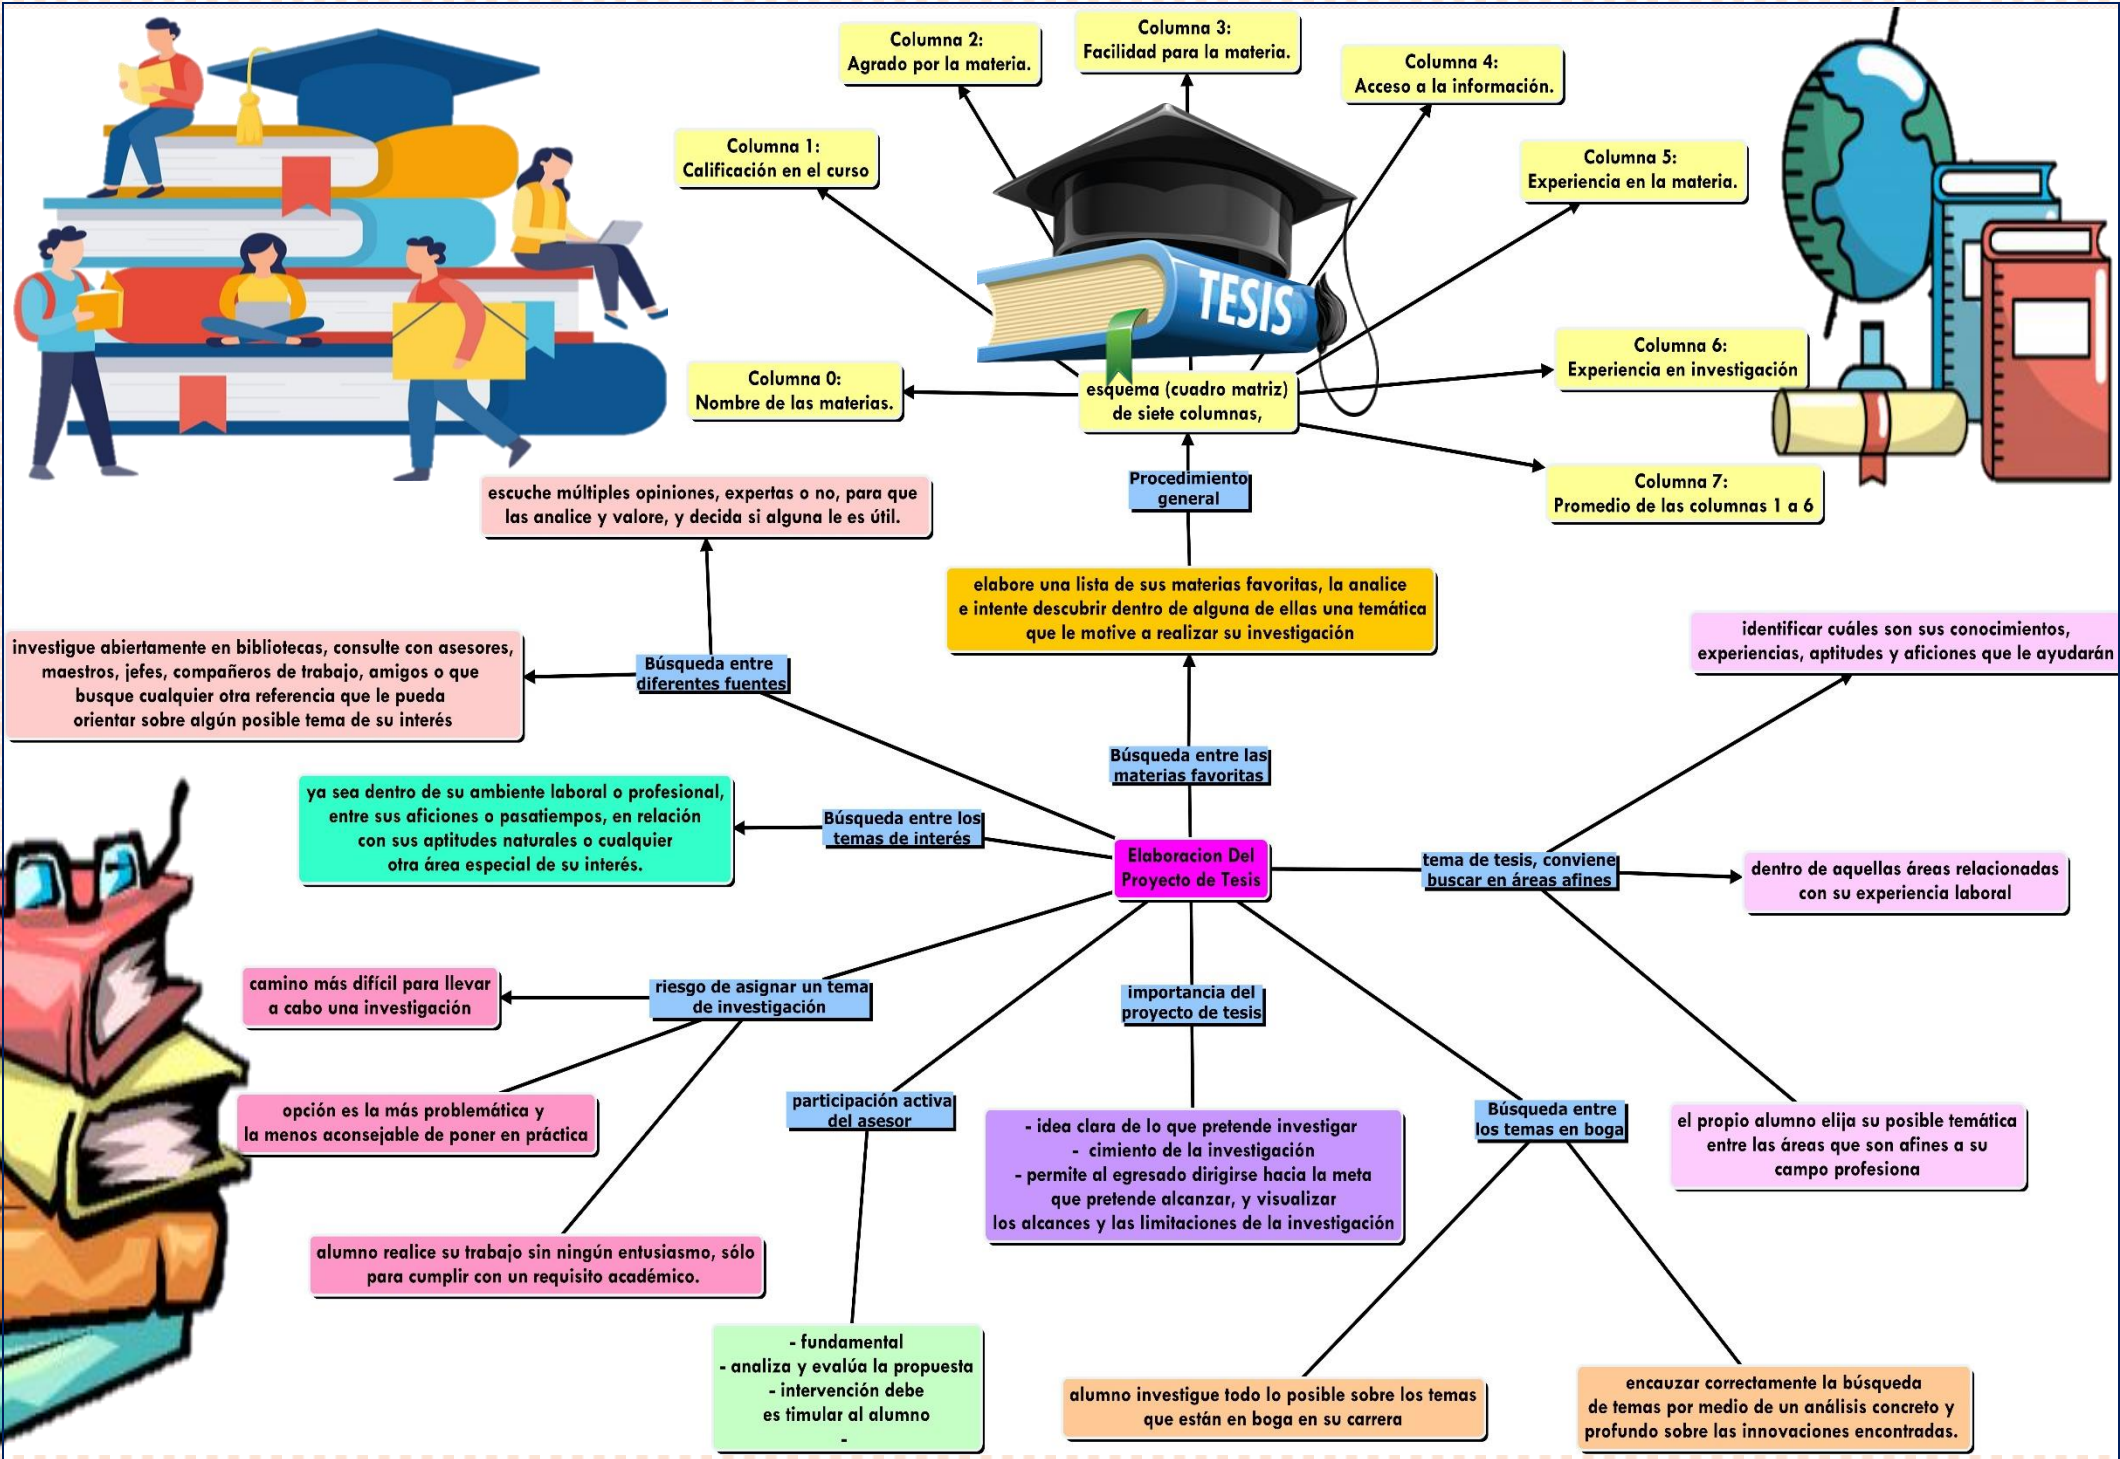 Columna 3:
Facilidad para la materia.
Columna 2:
Agrado por la materia.
Columna 4:
Acceso a la información.
Columna 1:
Calificación en el curso
Columna 5:
Experiencia en la materia.
TESIS
Columna 6:
Experiencia en investigación
Columna 0:
Nombre de las materias.
esquema (cuadro matriz)
de siete columnas,
Columna 7:
Promedio de las columnas 1 a 6
Procedimiento
general
escuche múltiples opiniones, expertas o no, para que
las analice y valore, y decida si alguna le es útil.
elabore una lista de sus materias favoritas, la analice
e intente descubrir dentro de alguna de ellas una temática
que le motive a realizar su investigación
identificar cuáles son sus conocimientos,
experiencias, aptitudes y aficiones que le ayudarán
investigue abiertamente en bibliotecas, consulte con asesores,
maestros, jefes, compañeros de trabajo, amigos o que
busque cualquier otra referencia que le pueda
orientar sobre algún posible tema de su interés
Búsqueda entre
diferentes fuentes
Búsqueda entre las
materias favoritas
ya sea dentro de su ambiente laboral o profesional,
entre sus aficiones o pasatiempos, en relación
con sus aptitudes naturales o cualquier
otra área especial de su interés.
Búsqueda entre los
temas de interés
Elaboracion Del
Proyecto de Tesis
tema de tesis, conviene
buscar en áreas afines
dentro de aquellas áreas relacionadas
con su experiencia laboral
camino más difícil para llevar
a cabo una investigación
riesgo de asignar un tema
de investigación
importancia del
proyecto de tesis
opción es la más problemática y
la menos aconsejable de poner en práctica
participación activa
del asesor
- idea clara de lo que pretende investigar
- cimiento de la investigación
- permite al egresado dirigirse hacia la meta
que pretende alcanzar, y visualizar
los alcances y las limitaciones de la investigación
Búsqueda entre
los temas en boga
el propio alumno elija su posible temática
entre las áreas que son afines a su
campo profesiona
alumno realice su trabajo sin ningún entusiasmo, sólo
para cumplir con un requisito académico.
- fundamental
- analiza y evalúa la propuesta
- intervención debe
es timular al alumno
-
alumno investigue todo lo posible sobre los temas
que están en boga en su carrera
encauzar correctamente la búsqueda
de temas por medio de un análisis concreto y
profundo sobre las innovaciones encontradas.